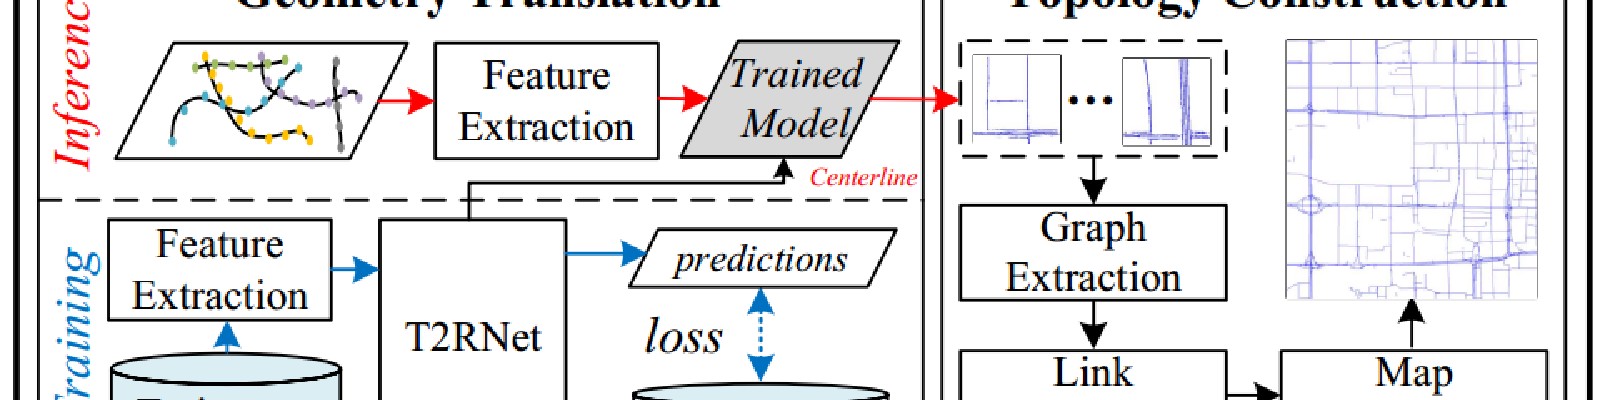 Geometry Translation
Topology Construction
Inferenc
Feature
Extraction
Trained
Model
...
Centerline
Training
Feature
Extraction
T2RNet
predictions
loss
Graph
Extraction
Link
Map